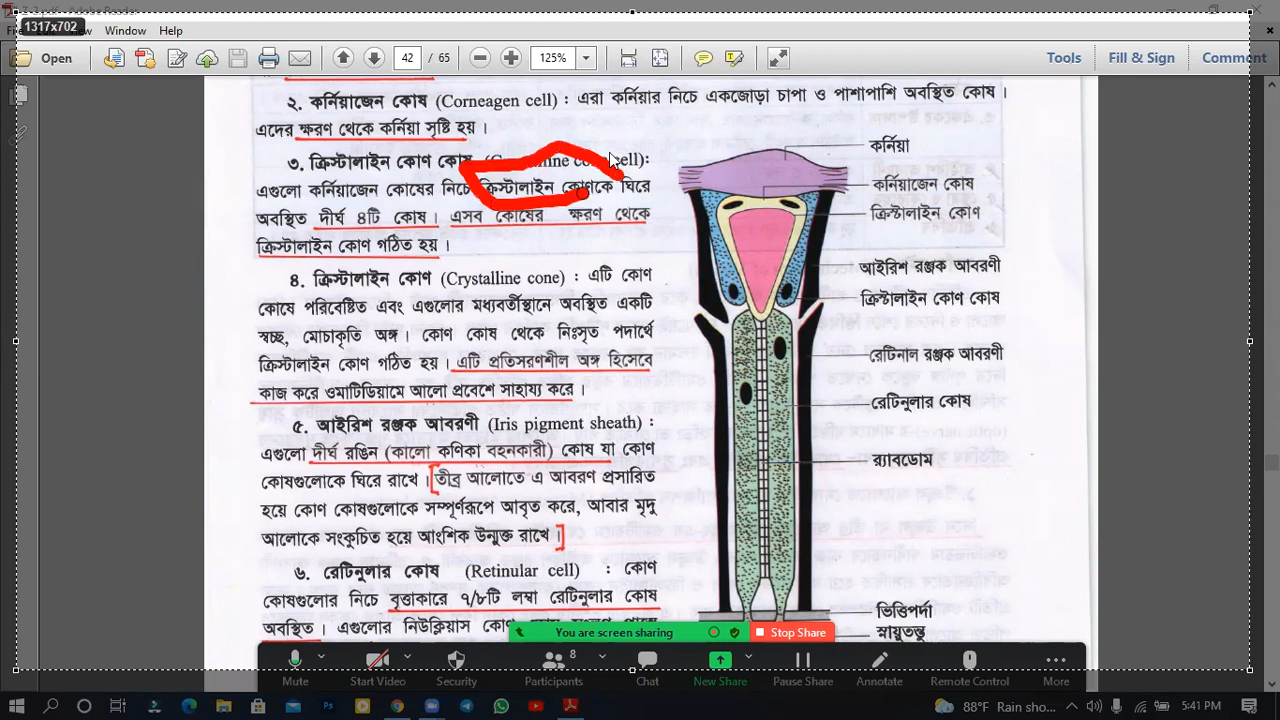 1317x702
Window Help
Open 42 / 65 125% Tools Fill & Sign Comment
২. কর্নিয়াজেন কোষ (Corneagen cell) : এরা কর্নিয়ার নিচে একজোড়া চাপা ও পাশাপাশি অবস্থিত কোষ।
এদের ক্ষরণ থেকে কর্নিয়া সৃষ্টি হয় ।
৩. ক্রিস্টালাইন কোণ কোষ cell):
এগুলো কর্নিয়াজেন কোষের নিচে ক্রিস্টালাইন কোণকে ঘিরে
অবস্থিত দীর্ঘ ৪টি কোষ। এসব কোষের ক্ষরণ থেকে
ক্রিস্টালাইন কোণ গঠিত হয় ।
৪. ক্রিস্টালাইন কোণ (Crystalline cone) : এটি কোণ
কোষে পরিবেষ্টিত এবং এগুলোর মধ্যবর্তীস্থানে অবস্থিত একটি
স্বচ্ছ, মোচাকৃতি অঙ্গ। কোণ কোষ থেকে নিঃসৃত পদার্থে
ক্রিস্টালাইন কোণ গঠিত হয়। এটি প্রতিসরণশীল অঙ্গ হিসেবে
কাজ করে ওমাটিডিয়ামে আলো প্রবেশে সাহায্য করে ।
৫. আইরিশ রঞ্জক আবরণী (Iris pigment sheath) :
এগুলো দীর্ঘ রঙিন (কালো কণিকা বহনকারী) কোষ যা কোণ
কোষগুলোকে ঘিরে রাখে। [তীব্র আলোতে এ আবরণ প্রসারিত
হয়ে কোণ কোষগুলোকে সম্পূর্ণরূপে আবৃত করে, আবার মৃদু
আলোকে সংকুচিত হয়ে আংশিক উন্মুক্ত রাখে ।]
৬. রেটিনুলার কোষ (Retinular cell) : কোণ
কোষগুলোর নিচে বৃত্তাকারে ৭/৮টি লম্বা রেটিনুলার কোষ
অবস্থিত। এগুলোর নিউক্লিয়াস
কর্নিয়া
কর্নিয়াজেন কোষ
ক্রিস্টালাইন কোণ
আইরিশ রঞ্জক আবরণী
ক্রিস্টালাইন কোণ কোষ
রেটিনাল রঞ্জক আবরণী
রেটিনুলার কোষ
র‍্যাবডোম
ভিত্তিপর্দা
স্নায়ুতন্তু
You are screen sharing Stop Share
8
Mute Start Video Security Participants Chat New Share Pause Share Annotate Remote Control More
88°F Rain sho... 5:41 PM